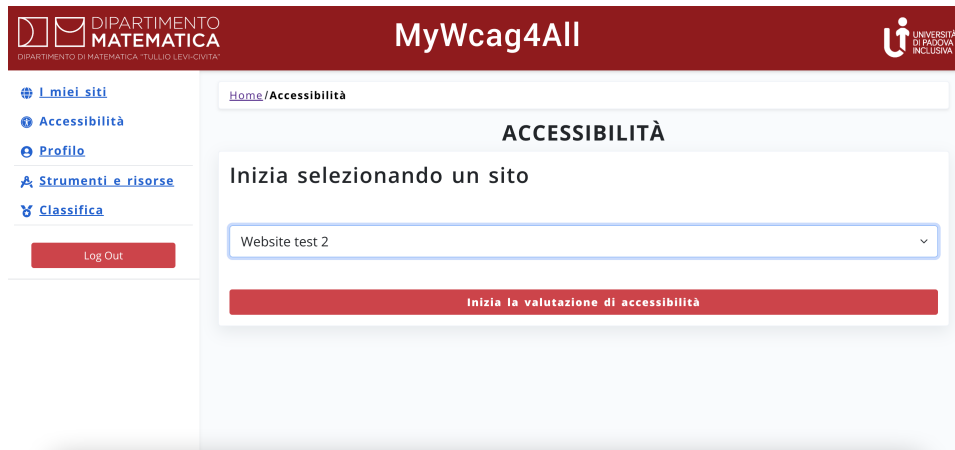 DIPARTIMENTO
MATEMATICA
DIPARTIMENTO DI MATEMATICA "TULLIO LEVI-CIVITA"
MyWcag4All
UNIVERSITÀ
DI PADOVA
INCLUSIVA
I miei siti
Accessibilità
Profilo
Strumenti e risorse
Classifica
Log Out
Home/Accessibilità
ACCESSIBILITÀ
Inizia selezionando un sito
Website test 2
Inizia la valutazione di accessibilità